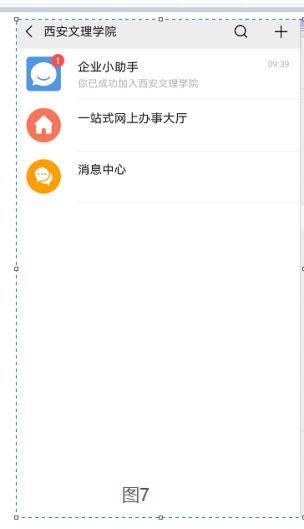 西安文理学院
1
企业小助手
09:39
你已成功加入西安文理学院
一站式网上办事大厅
消息中心
图7